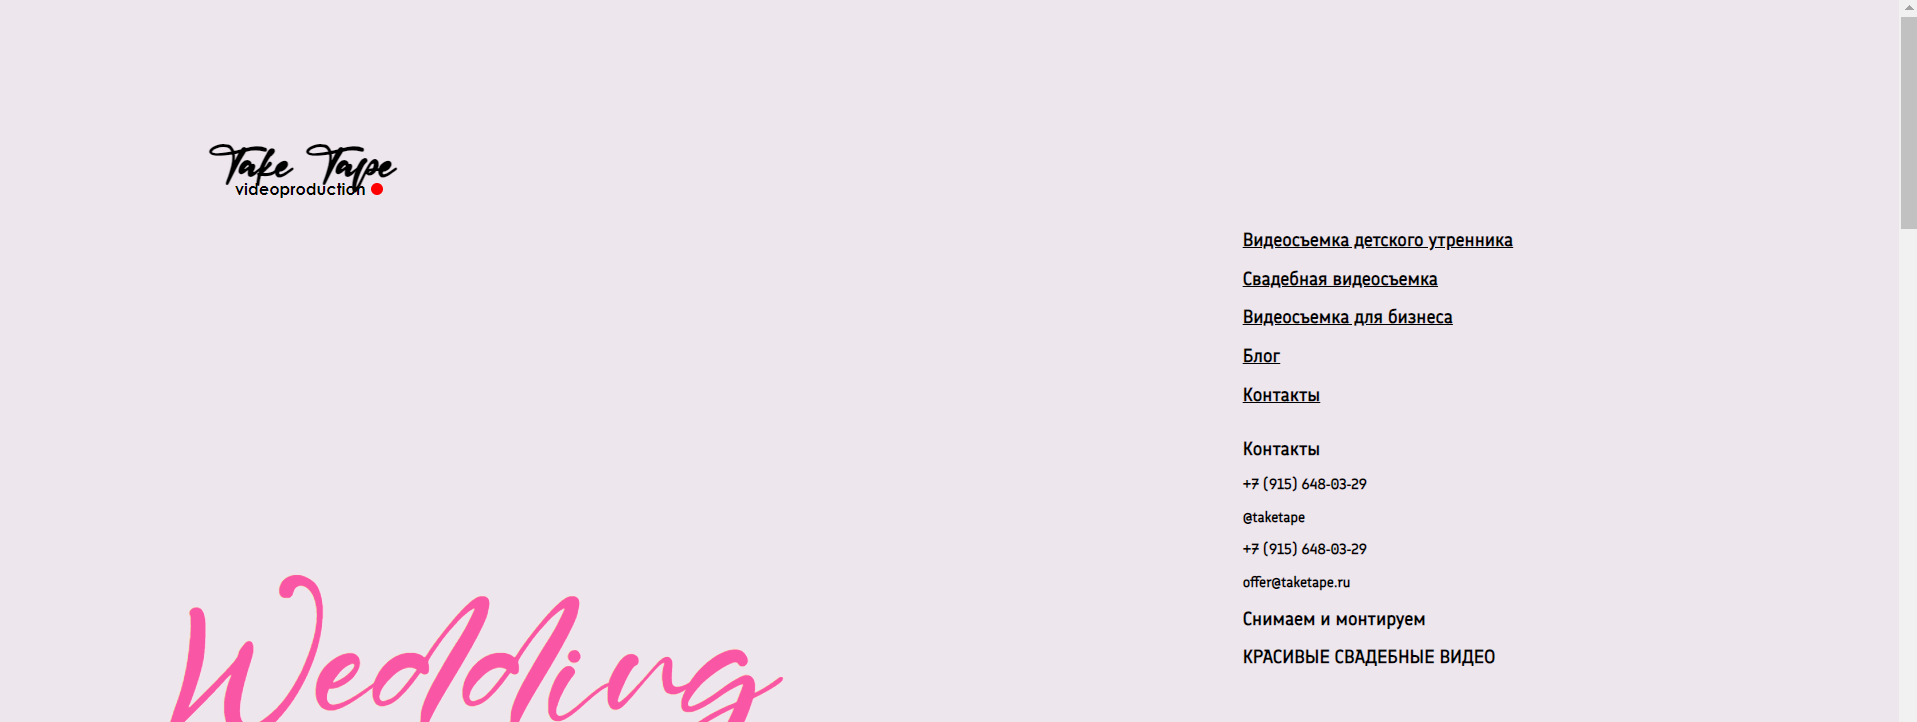 Take Tape
videoproduction
Видеосъемка детского утренника
Свадебная видеосъемка
Видеосъемка для бизнеса
Блог
Контакты
Контакты
+7 (915) 648-03-29
@taketape
+7 (915) 648-03-29
offer@taketape.ru
Снимаем и монтируем
КРАСИВЫЕ СВАДЕБНЫЕ ВИДЕО
Wedding